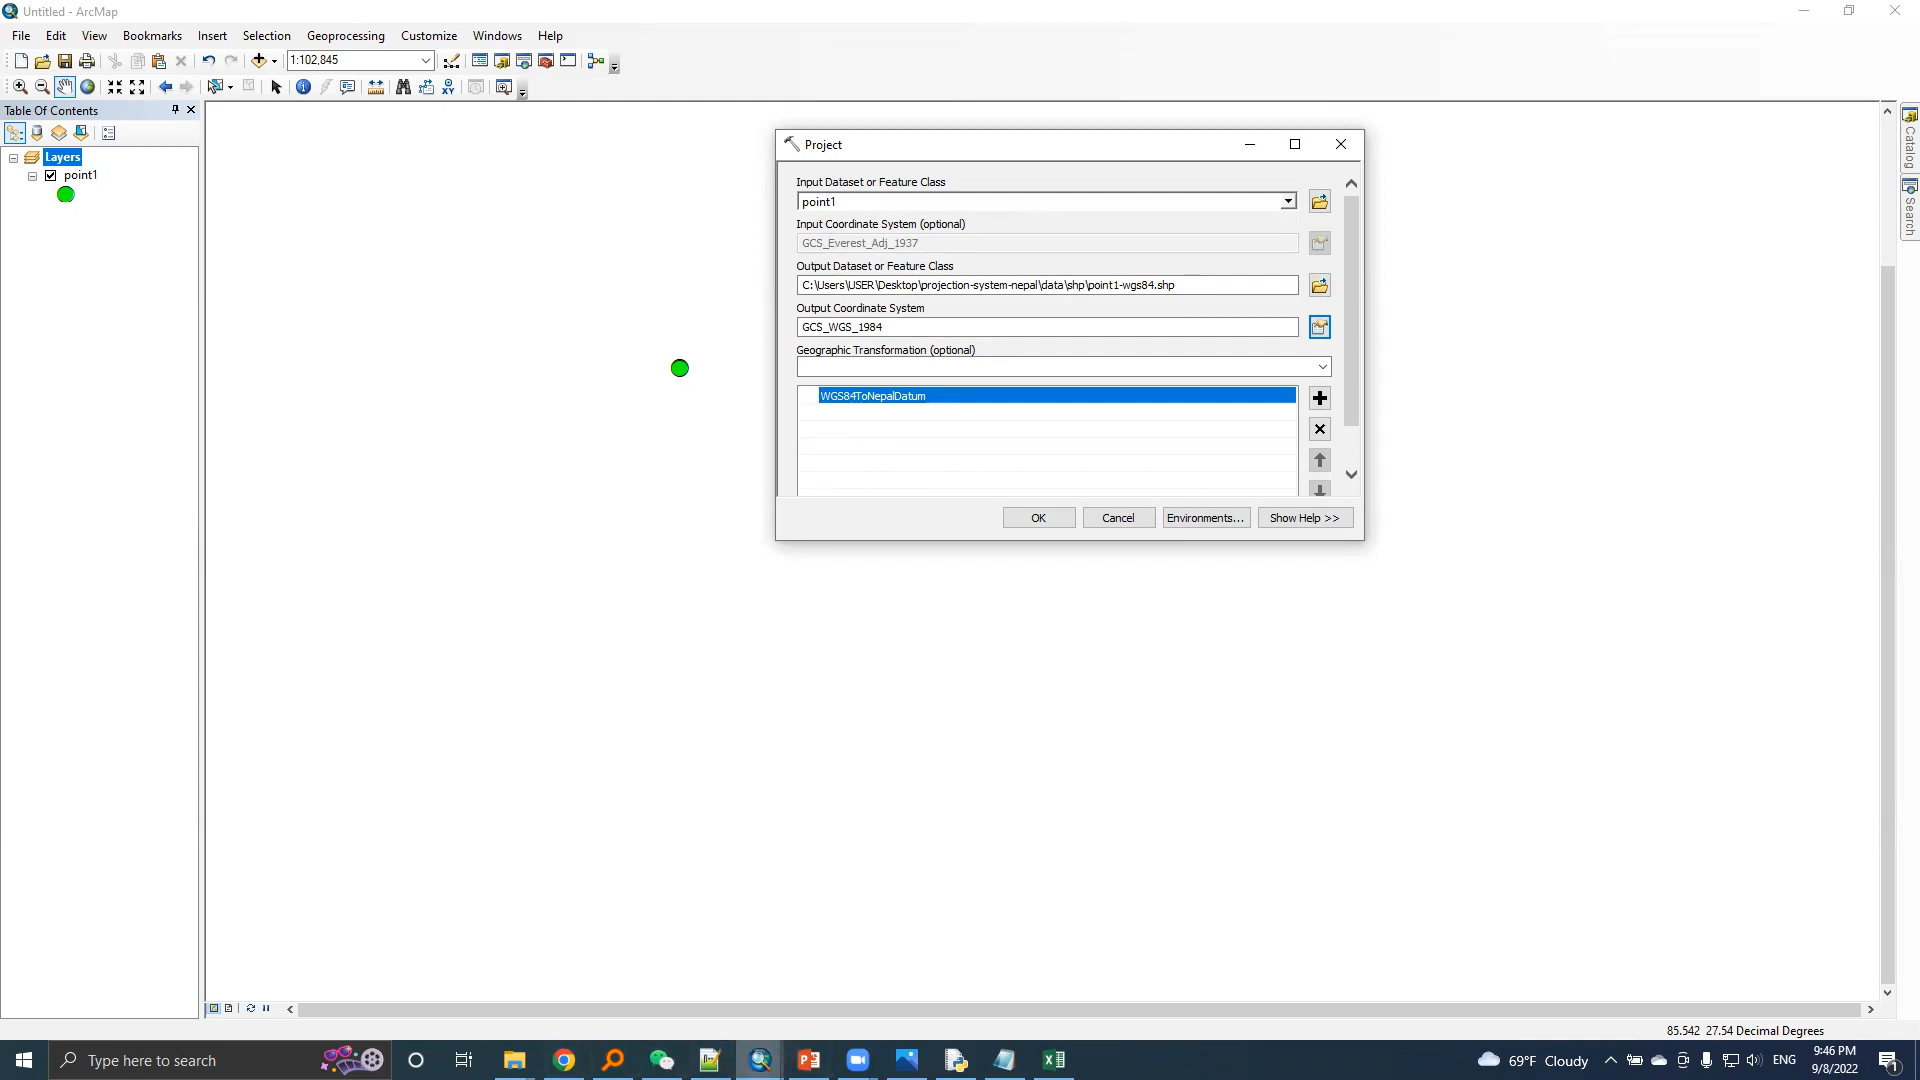 Untitled - ArcMap
File Edit View Bookmarks Insert Selection Geoprocessing Customize Windows Help
1:102,845
Table Of Contents
Layers
point1
Project
Input Dataset or Feature Class
point1
Input Coordinate System (optional)
GCS_Everest_Adj_1937
Output Dataset or Feature Class
C:\Users\USER\Desktop\projection-system-nepal\data\shp\point1-wgs84.shp
Output Coordinate System
GCS_WGS_1984
Geographic Transformation (optional)
WGS84ToNepalDatum
OK Cancel Environments... Show Help >>
Catalog
Search
85.542 27.54 Decimal Degrees
Type here to search
69°F Cloudy
ENG
9:46 PM
9/8/2022
1